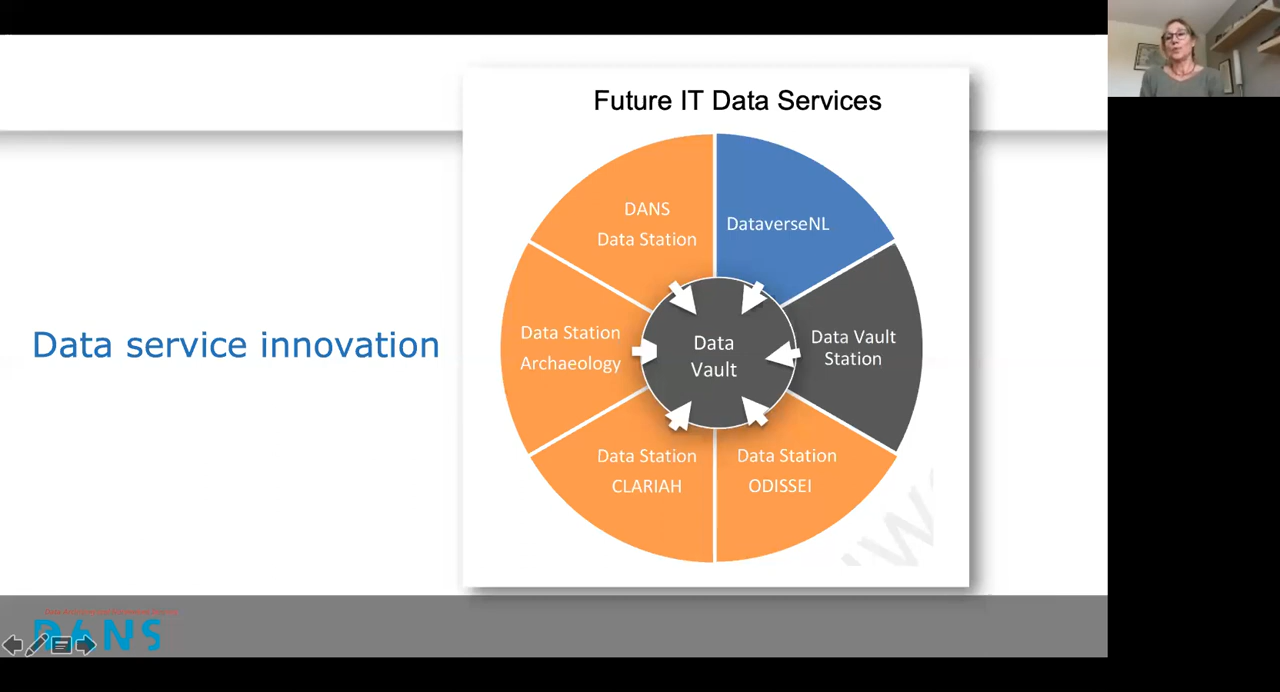 Future IT Data Services
DANS
Data Station
DataverseNL
Data Station
Archaeology
Data
Vault
Data Vault
Station
Data Station
CLARIAH
Data Station
ODISSEI
Data service innovation
DANS